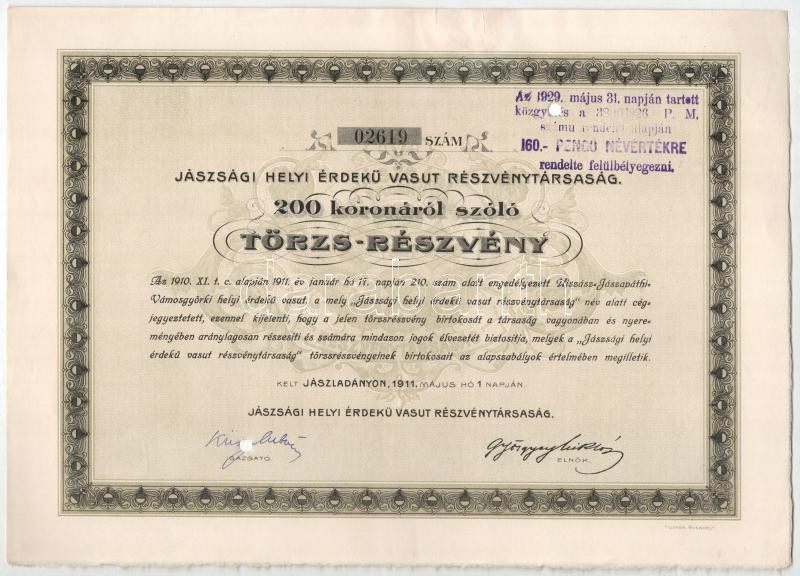 Az 1929. május 31. napján tartott
közgyűlés a P. M.
számu rendelet alapján
160.- PENGŐ NÉVÉRTÉKRE
rendelte felülbélyegezni.
02619 SZÁM
JÁSZSÁGI HELYI ÉRDEKŰ VASUT RÉSZVÉNYTÁRSASÁG.
200 koronáról szóló
TÖRZS-RÉSZVÉNY
Az 1910. XI. t. c. alapján 1911. év január hó 17. napján 210. szám alatt engedélyezett Kiszász-Jászapáthi-
Vámosgyörki helyi érdekű vasut, a mely „Jászsági helyi érdekű vasut részvénytársaság" név alatt cég-
jegyeztetett, ezennel kijelenti, hogy a jelen törzsrészvény birtokosát a társaság vagyonában és nyere-
ményében aránylagosan részesiti és számára mindazon jogok élvezetét biztositja, melyek a „Jászsági helyi
érdekű vasut részvénytársaság" törzsrészvényeinek birtokosait az alapszabályok értelmében megilletik.
KELT JÁSZLADÁNYON, 1911. MÁJUS HÓ 1 NAPJÁN.
JÁSZSÁGI HELYI ÉRDEKŰ VASUT RÉSZVÉNYTÁRSASÁG.
IGAZGATÓ.
ELNÖK.